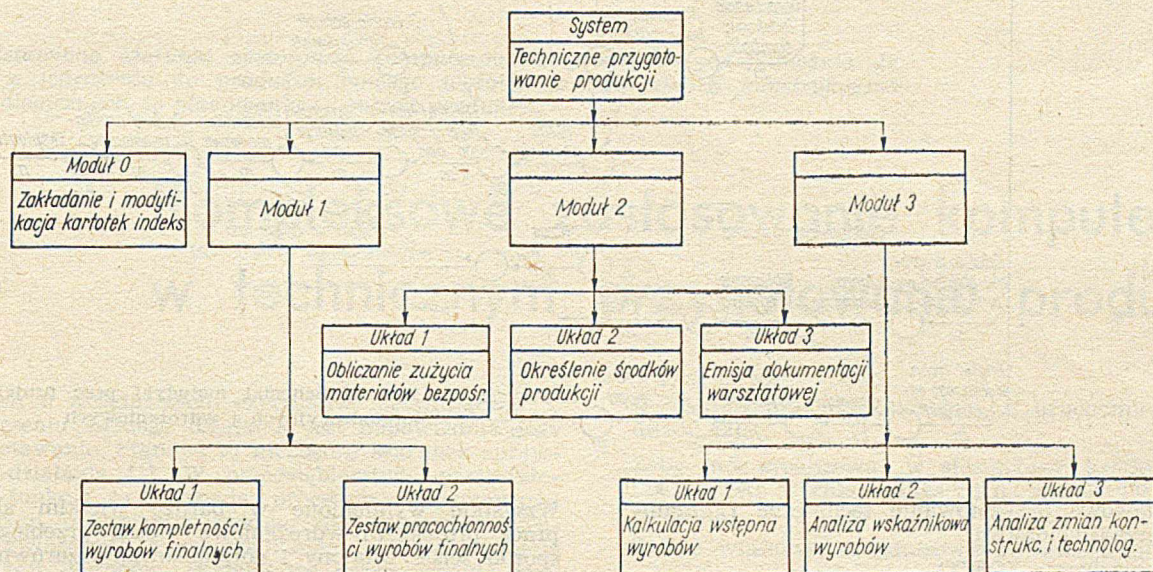 System
Techniczne przygoto-
wanie produkcji
Moduł 0
Zakładanie i modyfi-
kacja kartotek indeks
Moduł 1
Moduł 2
Moduł 3
Układ 1
Obliczanie zużycia
materiałów bezpośr.
Układ 2
Określenie środków
produkcji
Układ 3
Emisja dokumentacji
warsztatowej
Układ 1
Zestaw. kompletności
wyrobów finalnych
Układ 2
Zestaw. pracochłonnoś
ci wyrobów finalnych
Układ 1
Kalkulacja wstępna
wyrobów
Układ 2
Analiza wskaźnikowa
wyrobów
Układ 3
Analiza zmian kon-
strukc. i technolog.